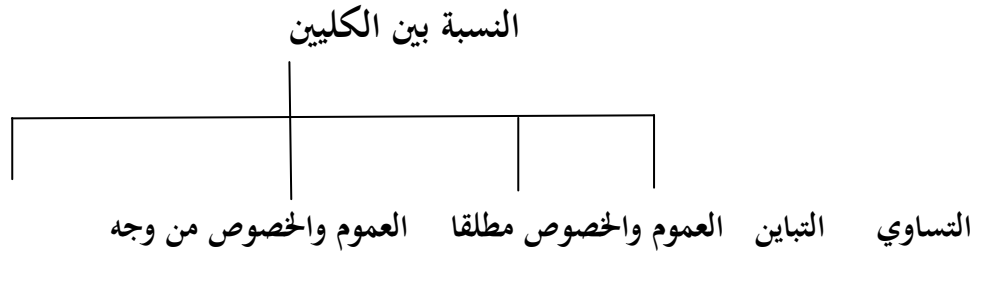 النسبة بين الكليين
التساوي التباين العموم والخصوص مطلقا العموم والخصوص من وجه